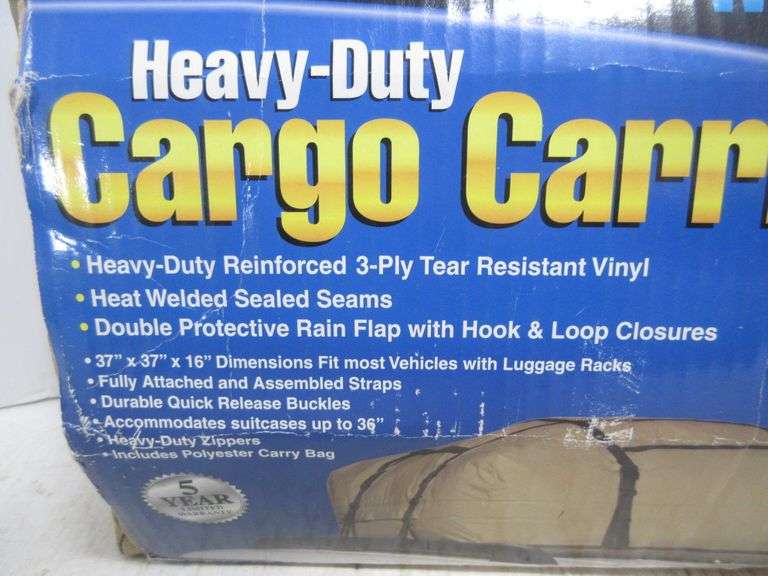 Heavy-Duty
Cargo Carr
• Heavy-Duty Reinforced 3-Ply Tear Resistant Vinyl
• Heat Welded Sealed Seams
• Double Protective Rain Flap with Hook & Loop Closures
• 37” x 37” x 16” Dimensions Fit most Vehicles with Luggage Racks
• Fully Attached and Assembled Straps
• Durable Quick Release Buckles
• Accommodates suitcases up to 36”
• Heavy-Duty Zippers
• Includes Polyester Carry Bag
5
YEAR
LIMITED
WARRANTY